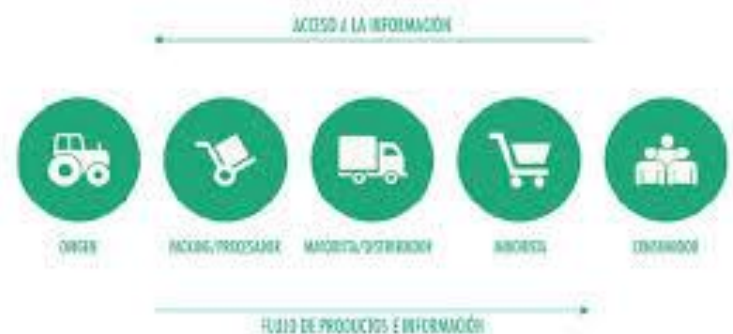 ACCESO A LA INFORMACIÓN
ORIGEN
PACKING/PROCESADOR
MAYORISTA/DISTRIBUIDOR
MINORISTA
CONSUMIDOR
FLUJO DE PRODUCTOS E INFORMACIÓN